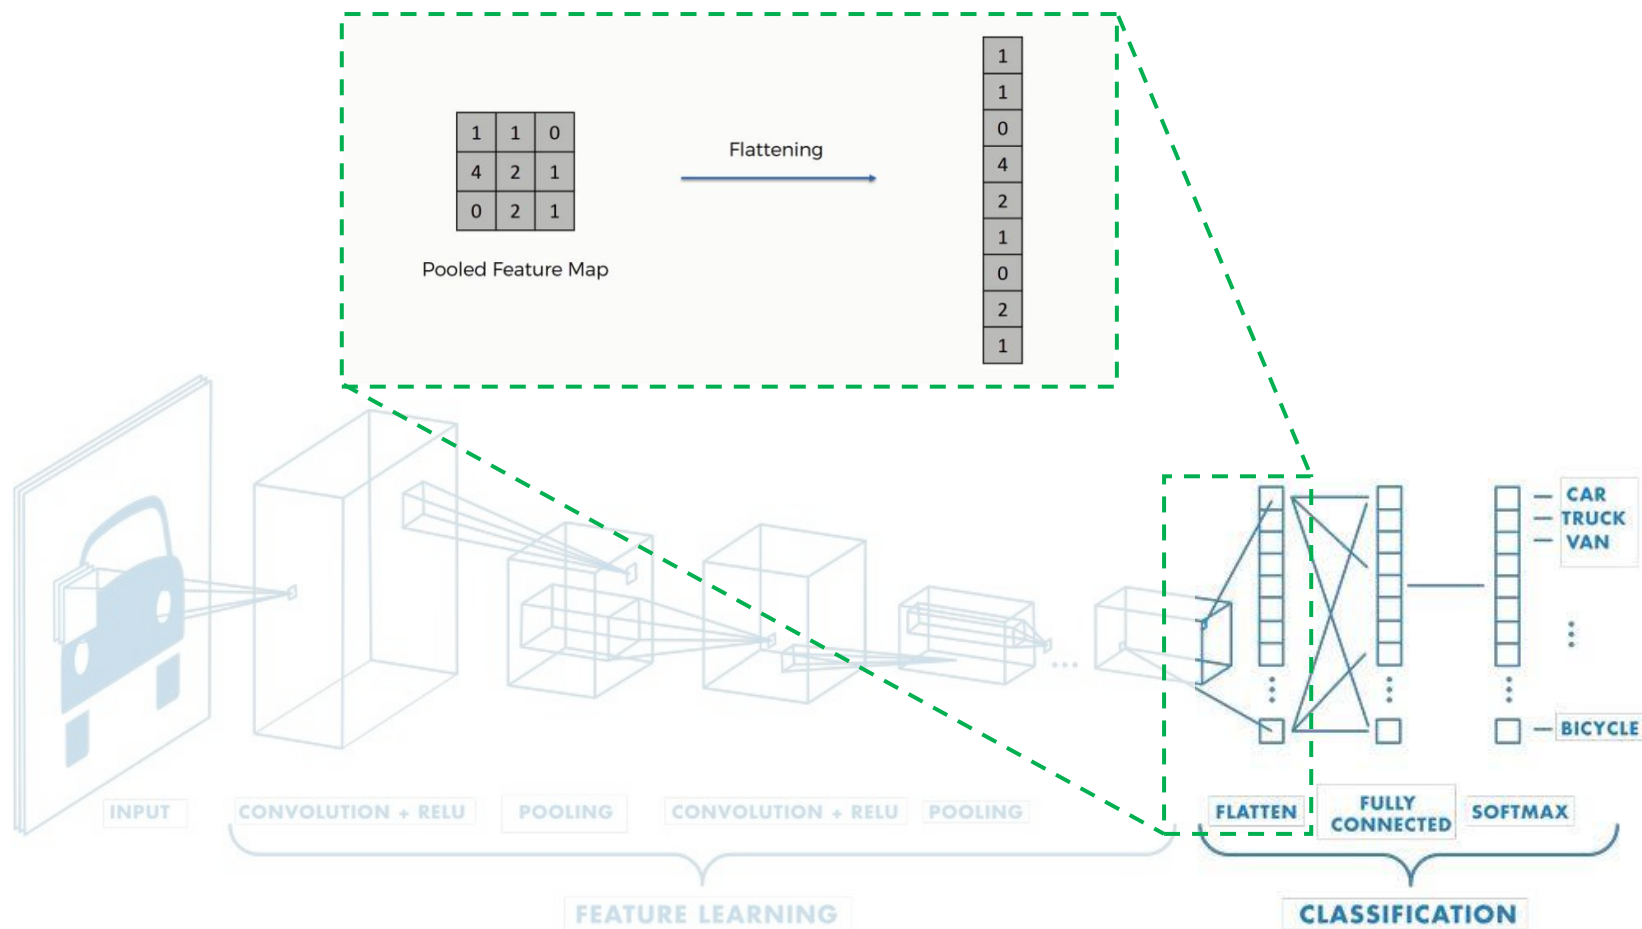 1
1
0
4
2
1
0
2
1
1 1 0
4 2 1
0 2 1
Flattening
Pooled Feature Map
CAR
TRUCK
VAN
BICYCLE
INPUT
CONVOLUTION + RELU
POOLING
CONVOLUTION + RELU
POOLING
FLATTEN
FULLY
CONNECTED
SOFTMAX
FEATURE LEARNING
CLASSIFICATION